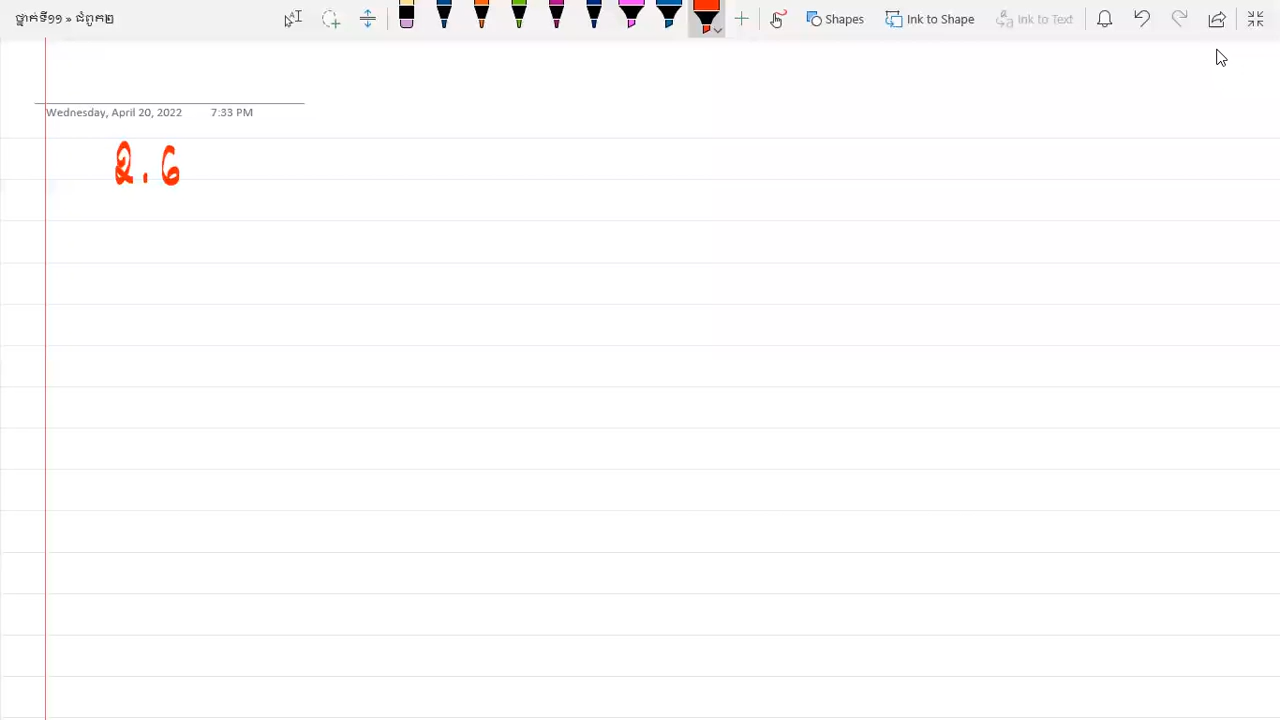 ថ្នាក់ទី១១ » ជំពូក២
Shapes
Ink to Shape
Ink to Text
Wednesday, April 20, 2022 7:33 PM
២.៦